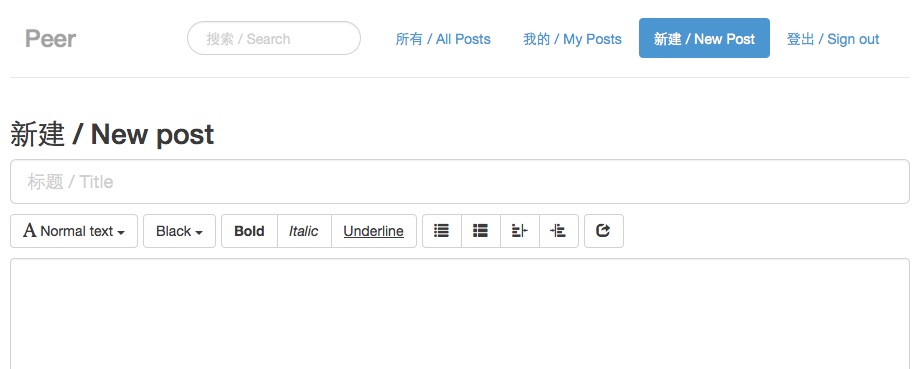 Peer 搜索 / Search 所有 / All Posts 我的 / My Posts 新建 / New Post 登出 / Sign out
新建 / New post
标题 / Title
A Normal text Black Bold Italic Underline